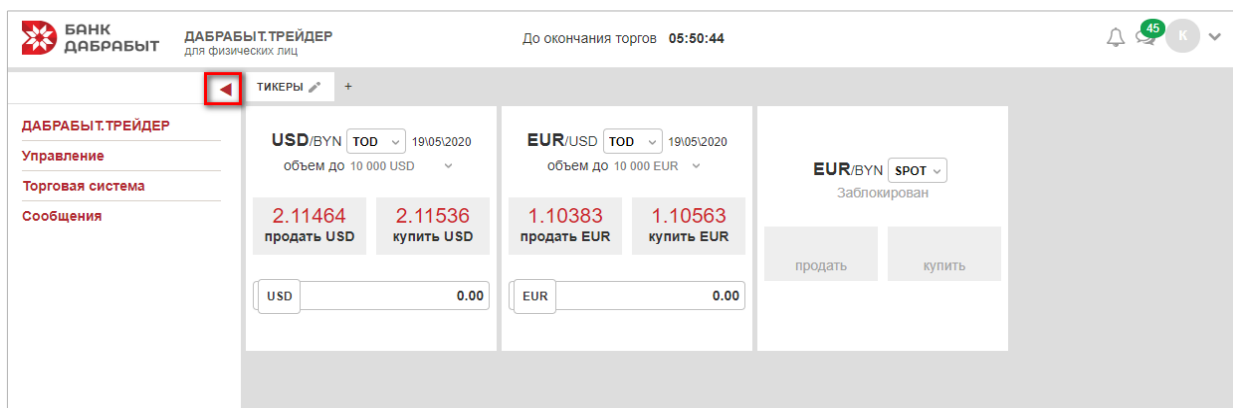 БАНК
ДАБРАБЫТ
ДАБРАБЫТ.ТРЕЙДЕР
для физических лиц
До окончания торгов 05:50:44
45
К
ТИКЕРЫ +
ДАБРАБЫТ.ТРЕЙДЕР
Управление
Торговая система
Сообщения
USD/BYN TOD 19\05\2020
объем до 10 000 USD
2.11464 2.11536
продать USD купить USD
USD 0.00
EUR/USD TOD 19\05\2020
объем до 10 000 EUR
1.10383 1.10563
продать EUR купить EUR
EUR 0.00
EUR/BYN SPOT
Заблокирован
продать купить